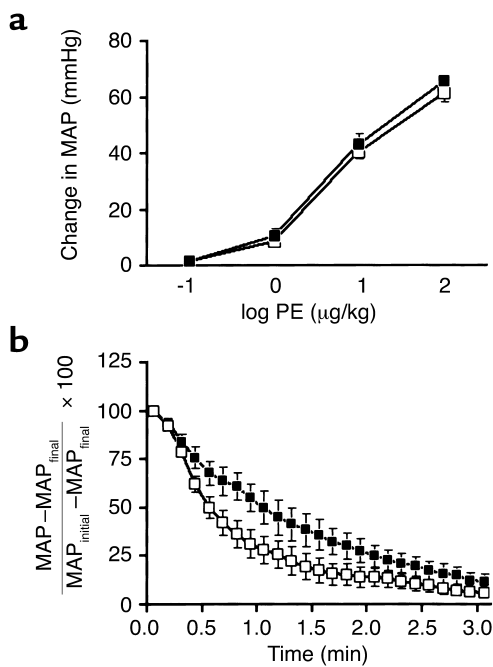 a
80
60
40
20
0
Change in MAP (mmHg)
-1 0 1 2
log PE (μg/kg)
b
125
100
75
50
25
0
MAP–MAPfinal
MAPinitial –MAPfinal
× 100
0.0 0.5 1.0 1.5 2.0 2.5 3.0
Time (min)